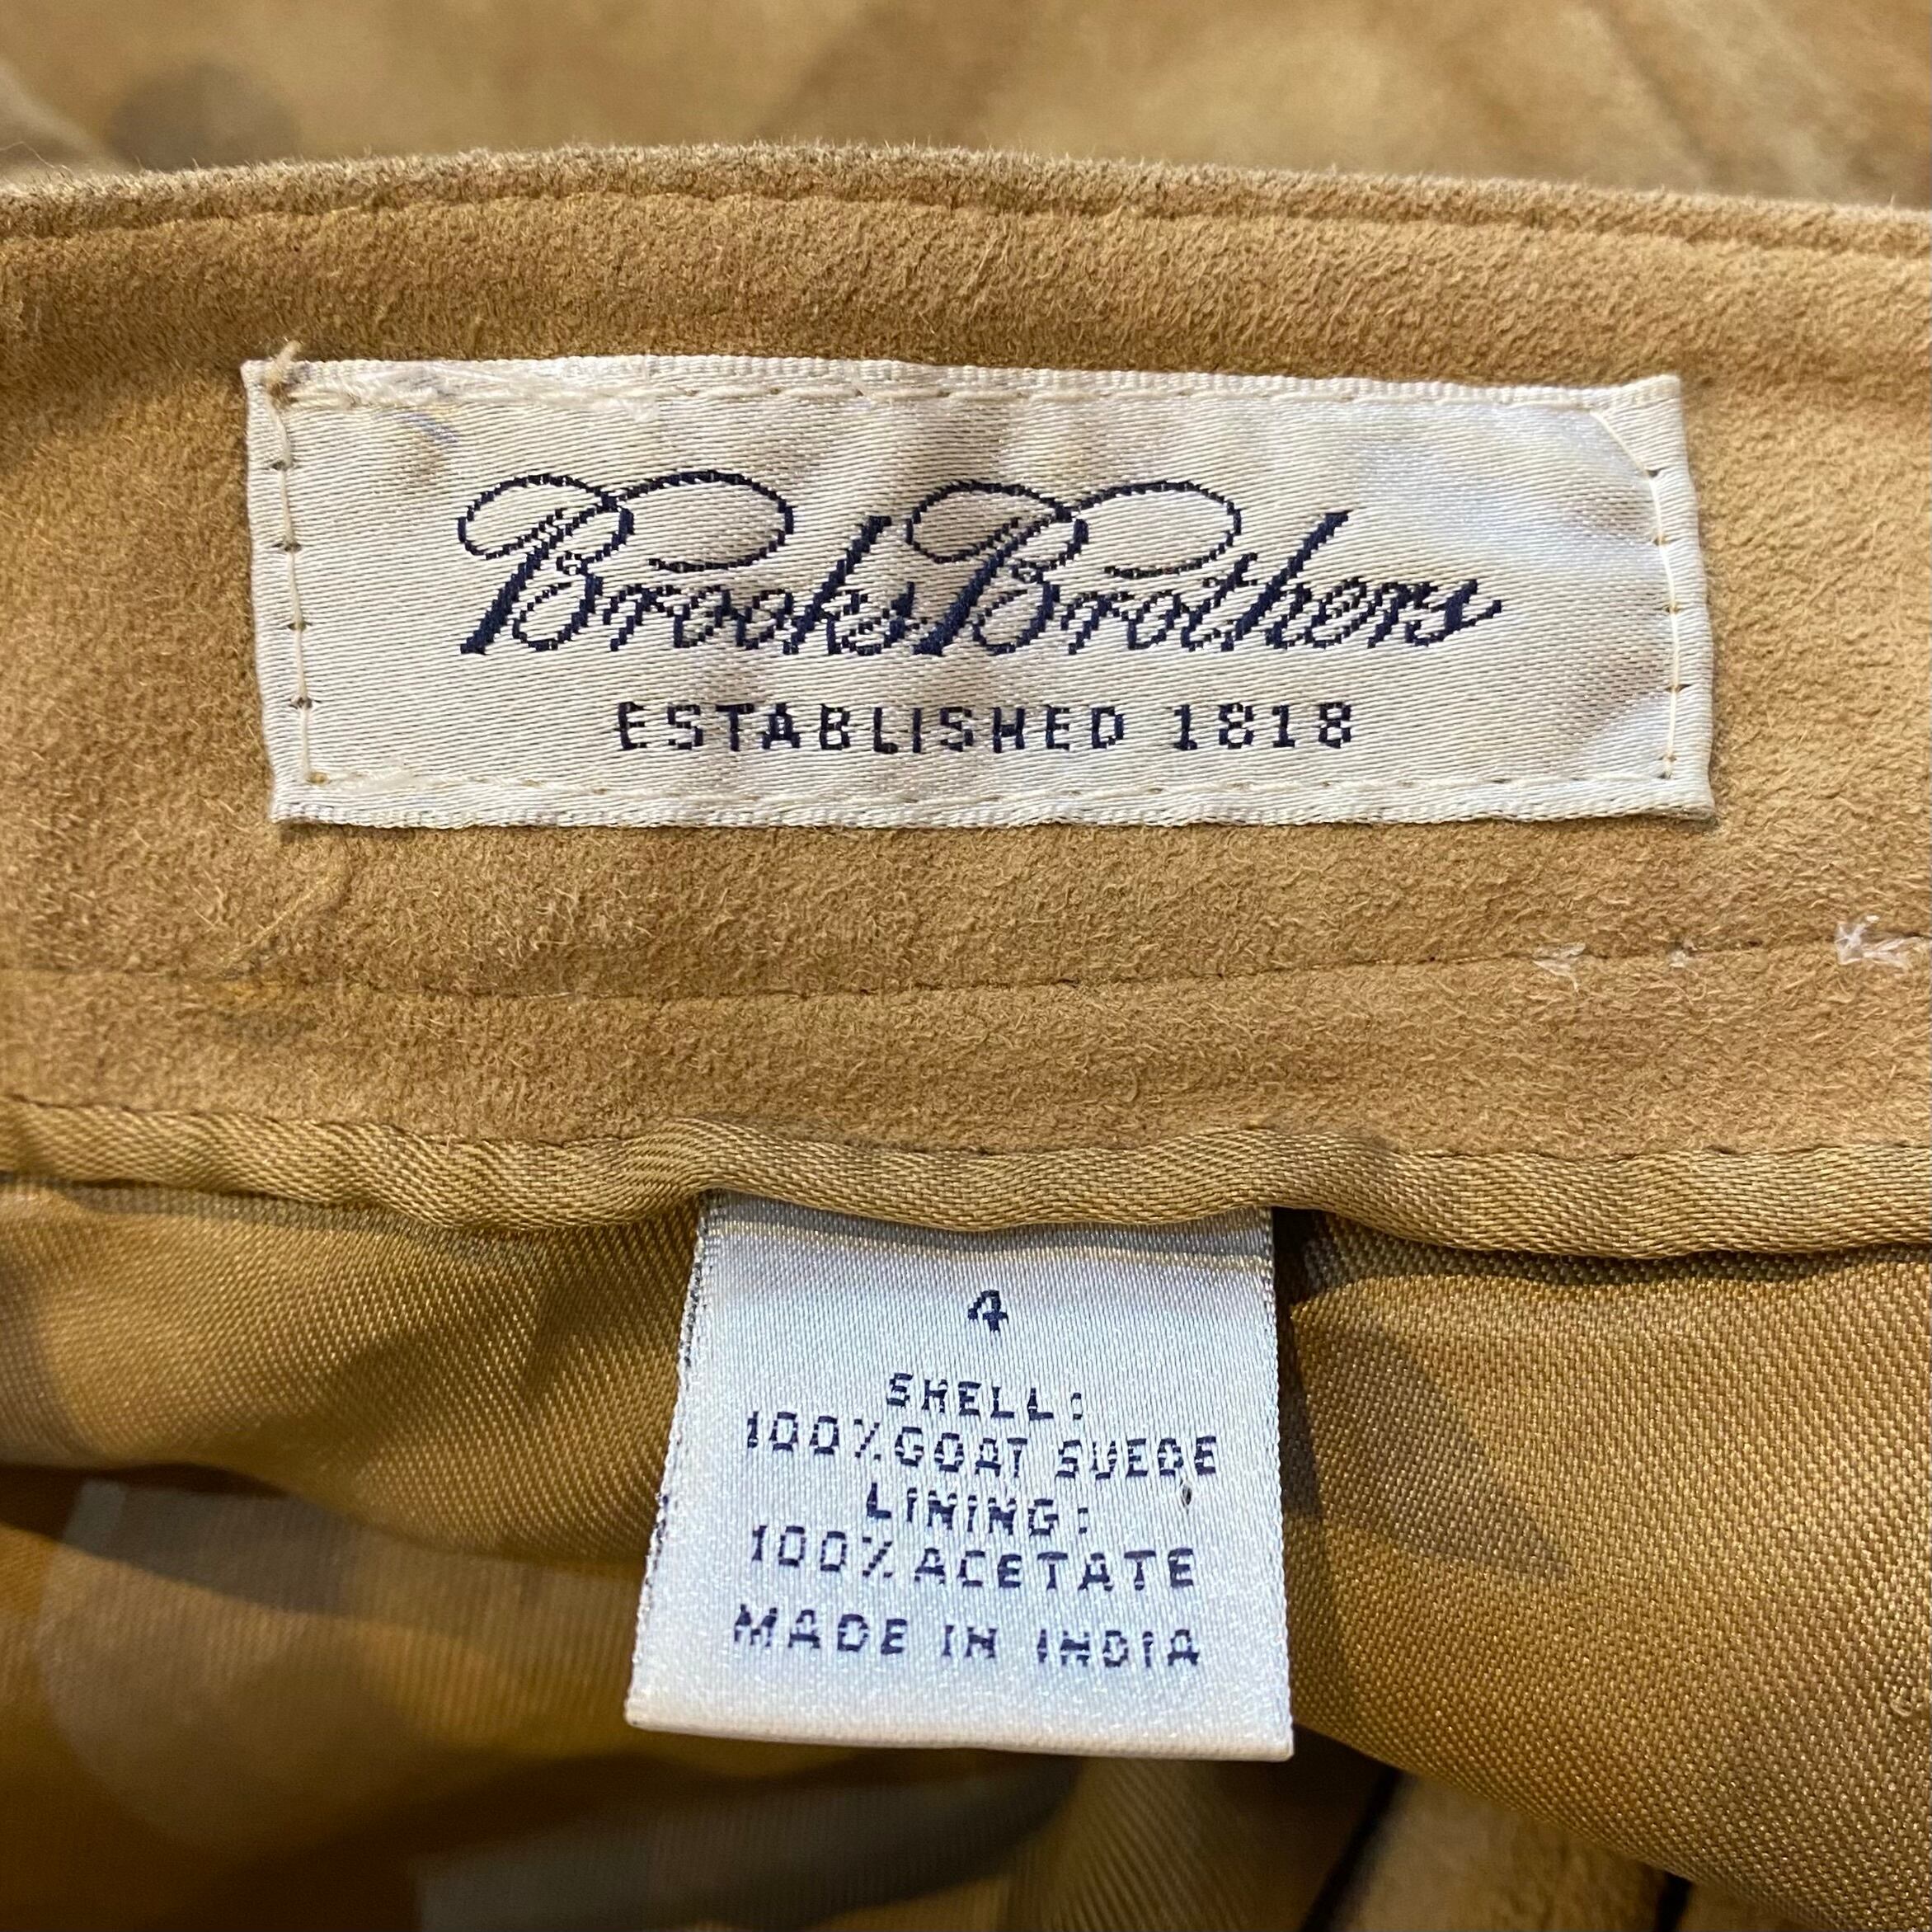 Brooks Brothers
ESTABLISHED 1818
4
SHELL:
100% GOAT SUEDE
LINING:
100% ACETATE
MADE IN INDIA